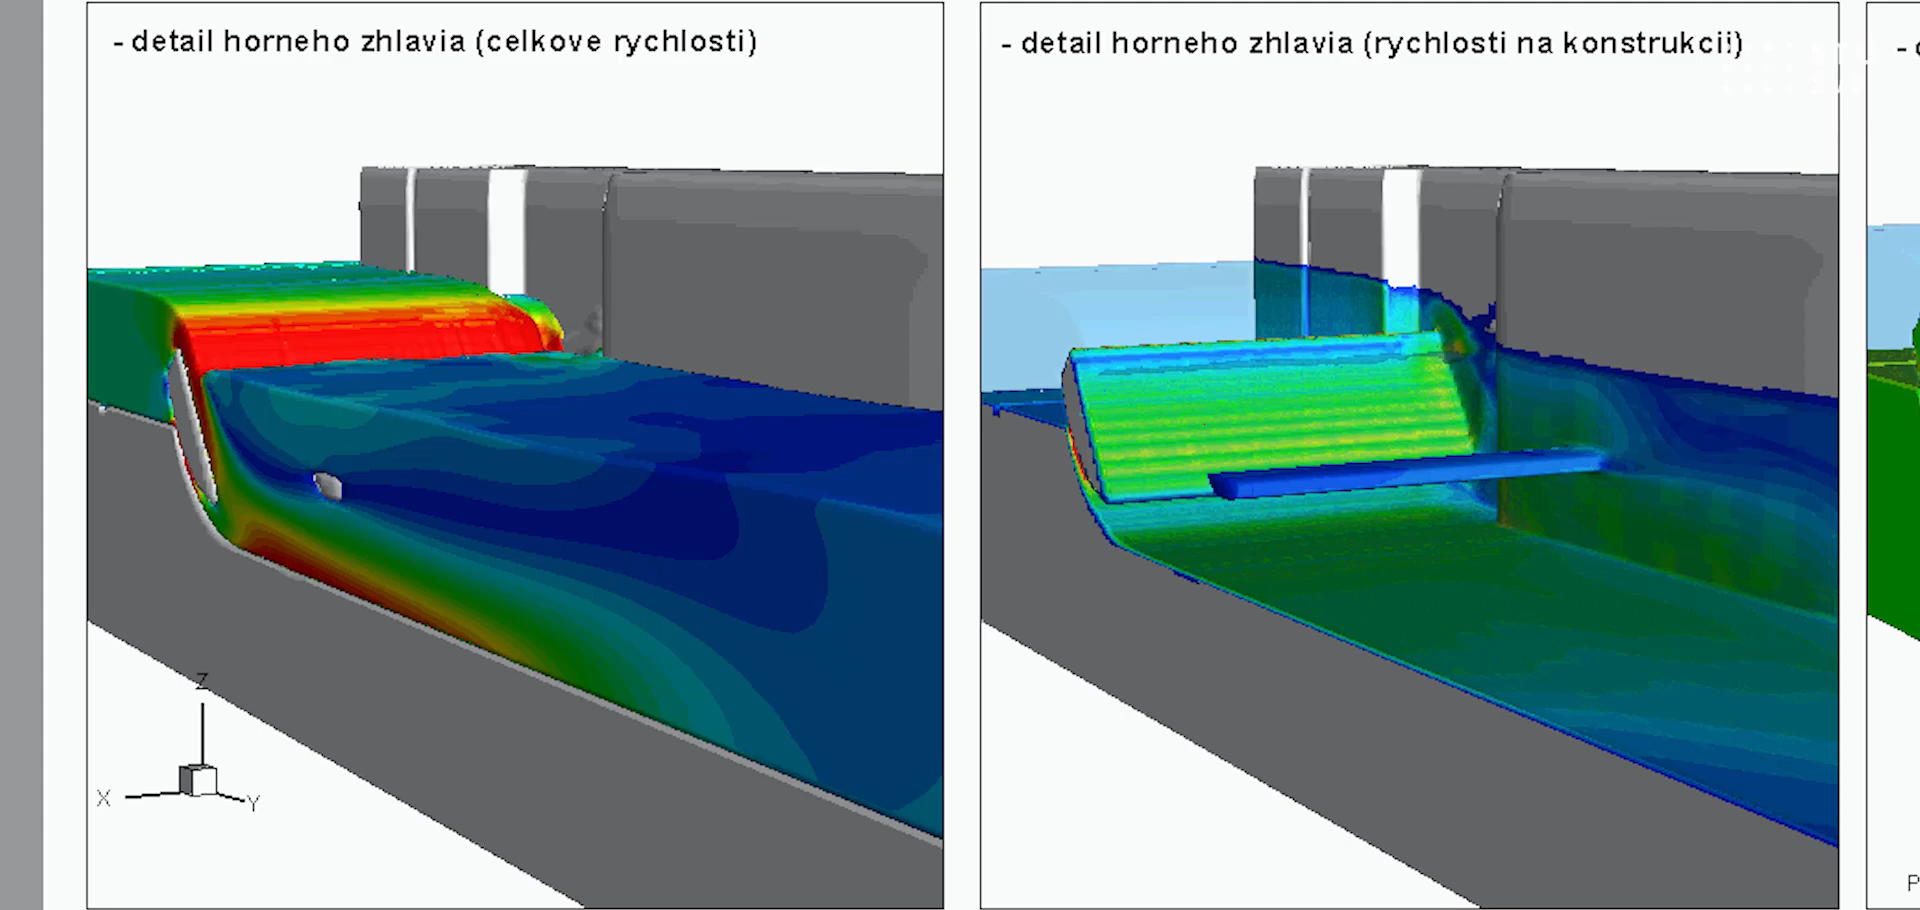 - detail horneho zhlavia (celkove rychlosti)
- detail horneho zhlavia (rychlosti na konstrukcii)
Z
X
Y
P